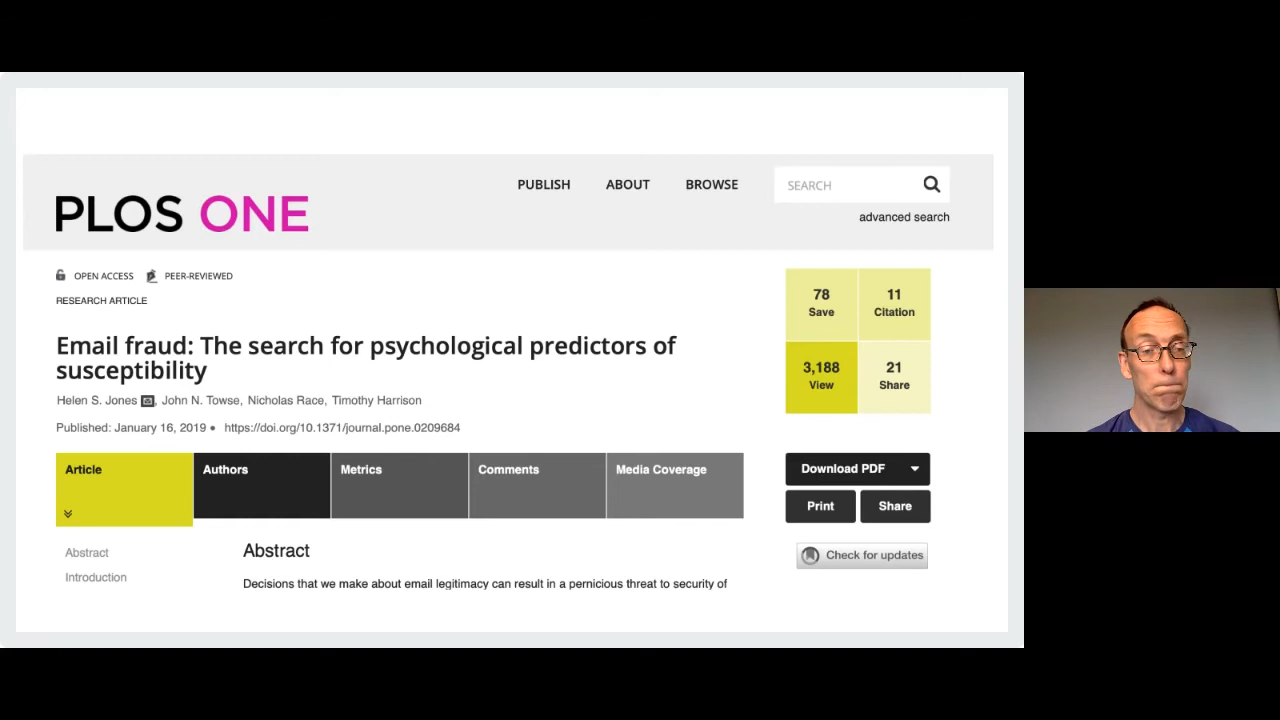 PUBLISH ABOUT BROWSE SEARCH
PLOS ONE
advanced search
OPEN ACCESS PEER-REVIEWED
RESEARCH ARTICLE
Email fraud: The search for psychological predictors of
susceptibility
Helen S. Jones , John N. Towse, Nicholas Race, Timothy Harrison
Published: January 16, 2019 • https://doi.org/10.1371/journal.pone.0209684
78
Save
11
Citation
3,188
View
21
Share
Article Authors Metrics Comments Media Coverage
Download PDF
Print Share
Check for updates
Abstract
Introduction
Abstract
Decisions that we make about email legitimacy can result in a pernicious threat to security of